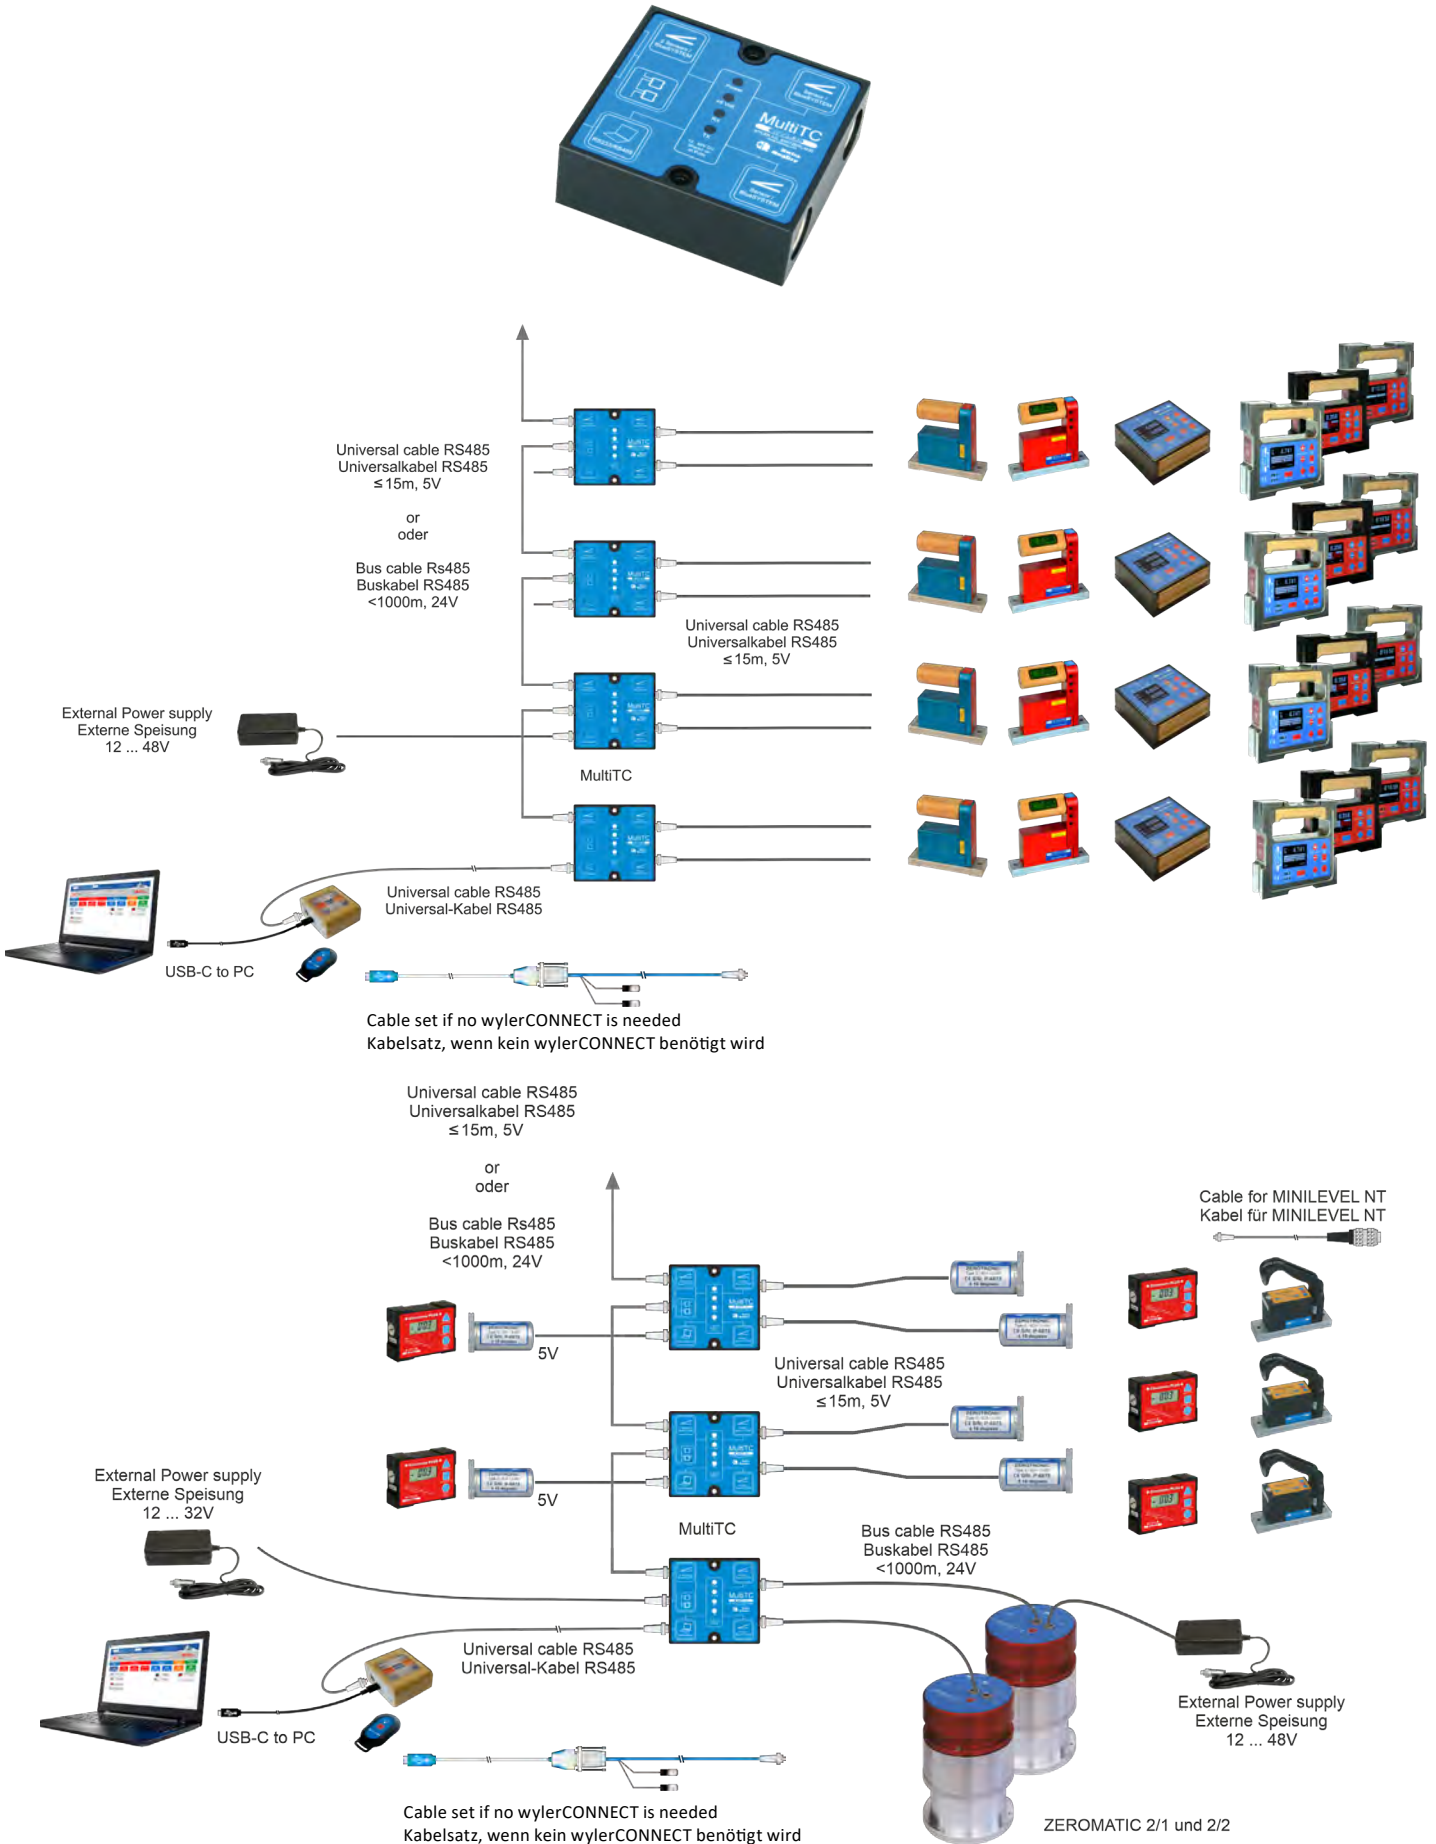 MultiTC
Universal cable RS485
Universalkabel RS485
≤15m, 5V
or
oder
Bus cable Rs485
Buskabel RS485
<1000m, 24V
Universal cable RS485
Universalkabel RS485
≤15m, 5V
External Power supply
Externe Speisung
12 ... 48V
MultiTC
Universal cable RS485
Universal-Kabel RS485
USB-C to PC
Cable set if no wylerCONNECT is needed
Kabelsatz, wenn kein wylerCONNECT benötigt wird
Universal cable RS485
Universalkabel RS485
≤15m, 5V
or
oder
Bus cable Rs485
Buskabel RS485
<1000m, 24V
Cable for MINILEVEL NT
Kabel für MINILEVEL NT
5V
Universal cable RS485
Universalkabel RS485
≤15m, 5V
5V
External Power supply
Externe Speisung
12 ... 32V
MultiTC
Bus cable RS485
Buskabel RS485
<1000m, 24V
Universal cable RS485
Universal-Kabel RS485
USB-C to PC
External Power supply
Externe Speisung
12 ... 48V
Cable set if no wylerCONNECT is needed
Kabelsatz, wenn kein wylerCONNECT benötigt wird
ZEROMATIC 2/1 und 2/2